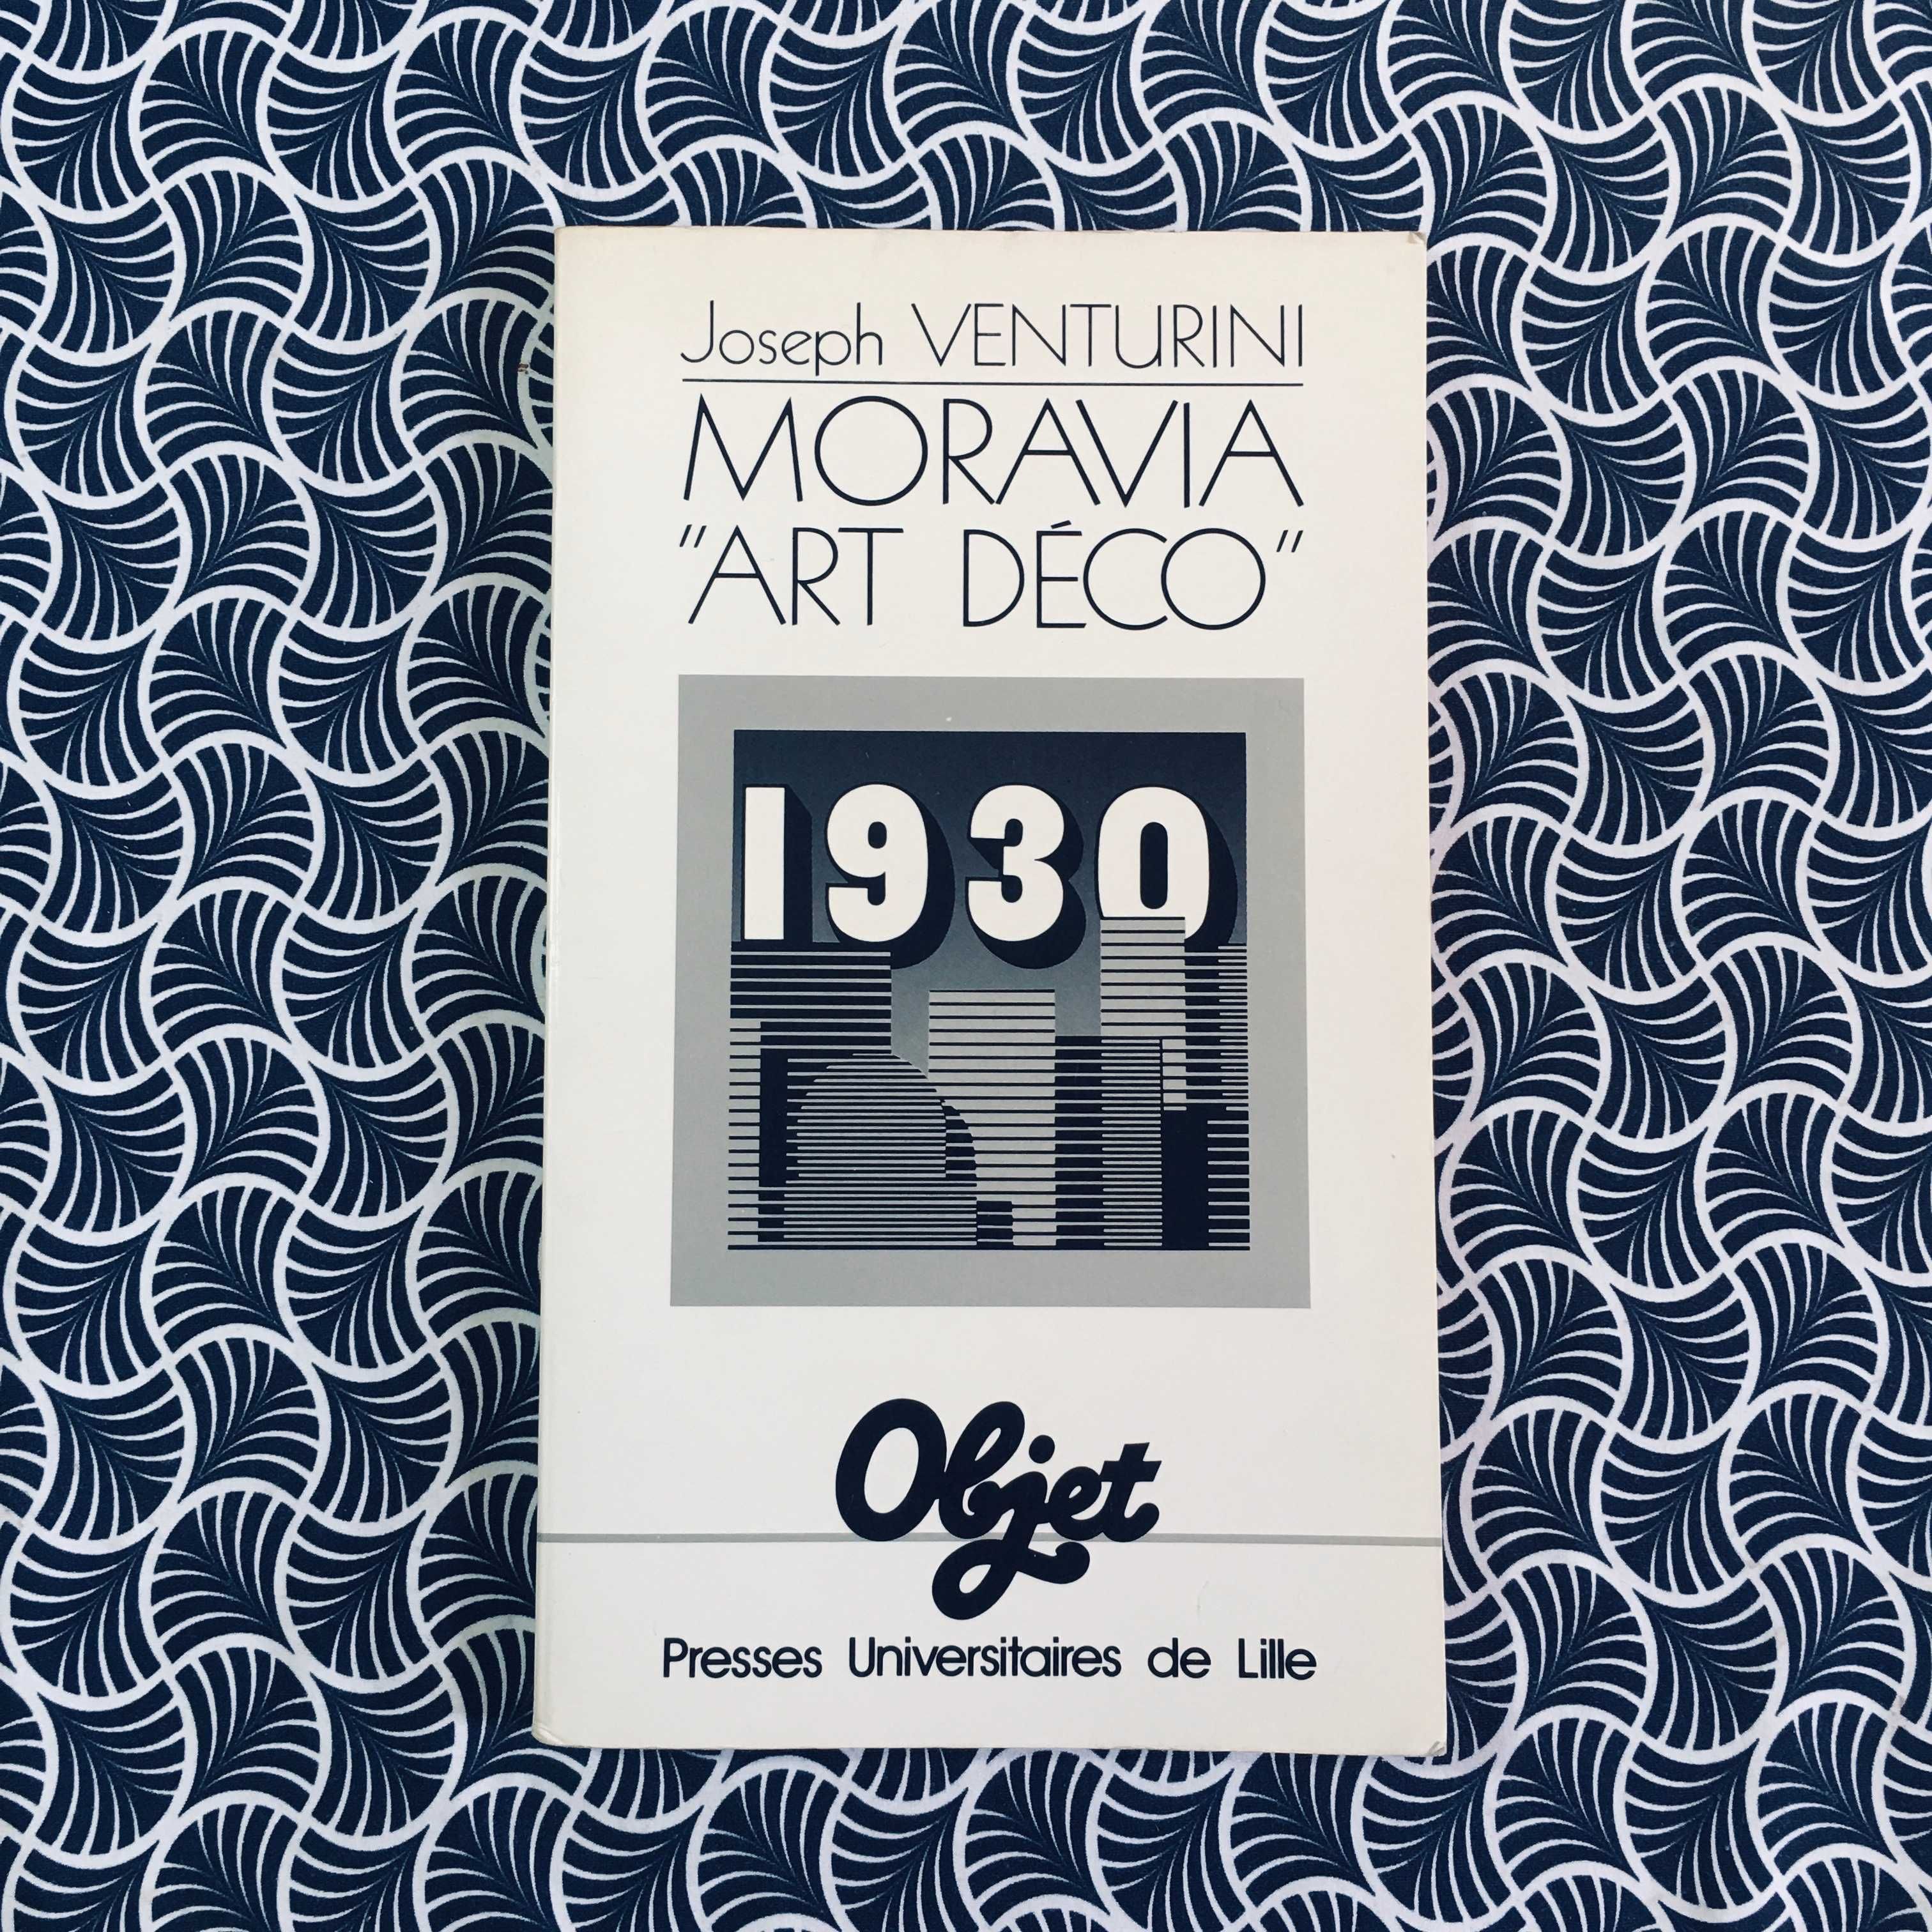 Joseph VENTURINI
MORAVIA
"ART DÉCO"
1930
Objet
Presses Universitaires de Lille